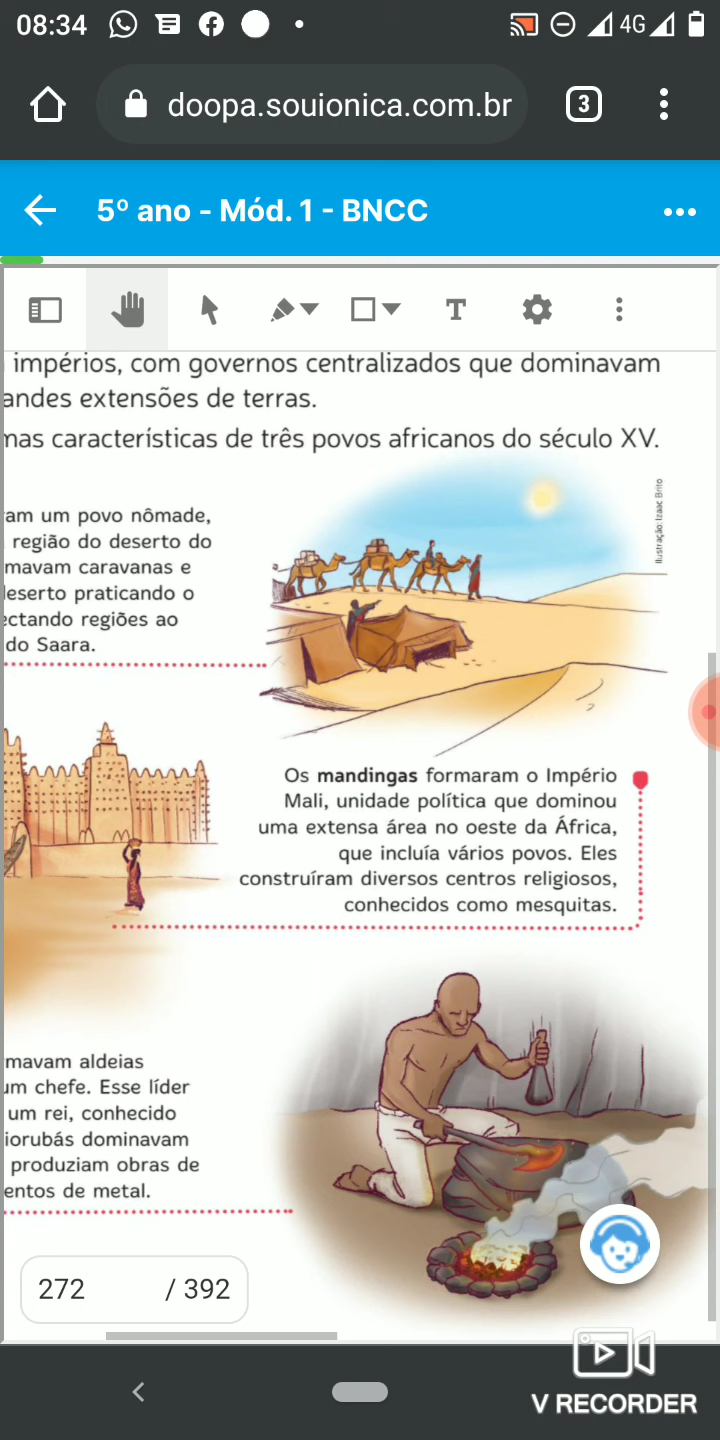 08:34
4G
doopa.souionica.com.br
3
5º ano - Mód. 1 - BNCC
T
impérios, com governos centralizados que dominavam
andes extensões de terras.
mas características de três povos africanos do século XV.
Ilustração: Izaac Brito
ram um povo nômade,
região do deserto do
mavam caravanas e
deserto praticando o
ectando regiões ao
do Saara.
Os mandingas formaram o Império
Mali, unidade política que dominou
uma extensa área no oeste da África,
que incluía vários povos. Eles
construíram diversos centros religiosos,
conhecidos como mesquitas.
mavam aldeias
um chefe. Esse líder
um rei, conhecido
iorubás dominavam
produziam obras de
entos de metal.
272 / 392
V RECORDER